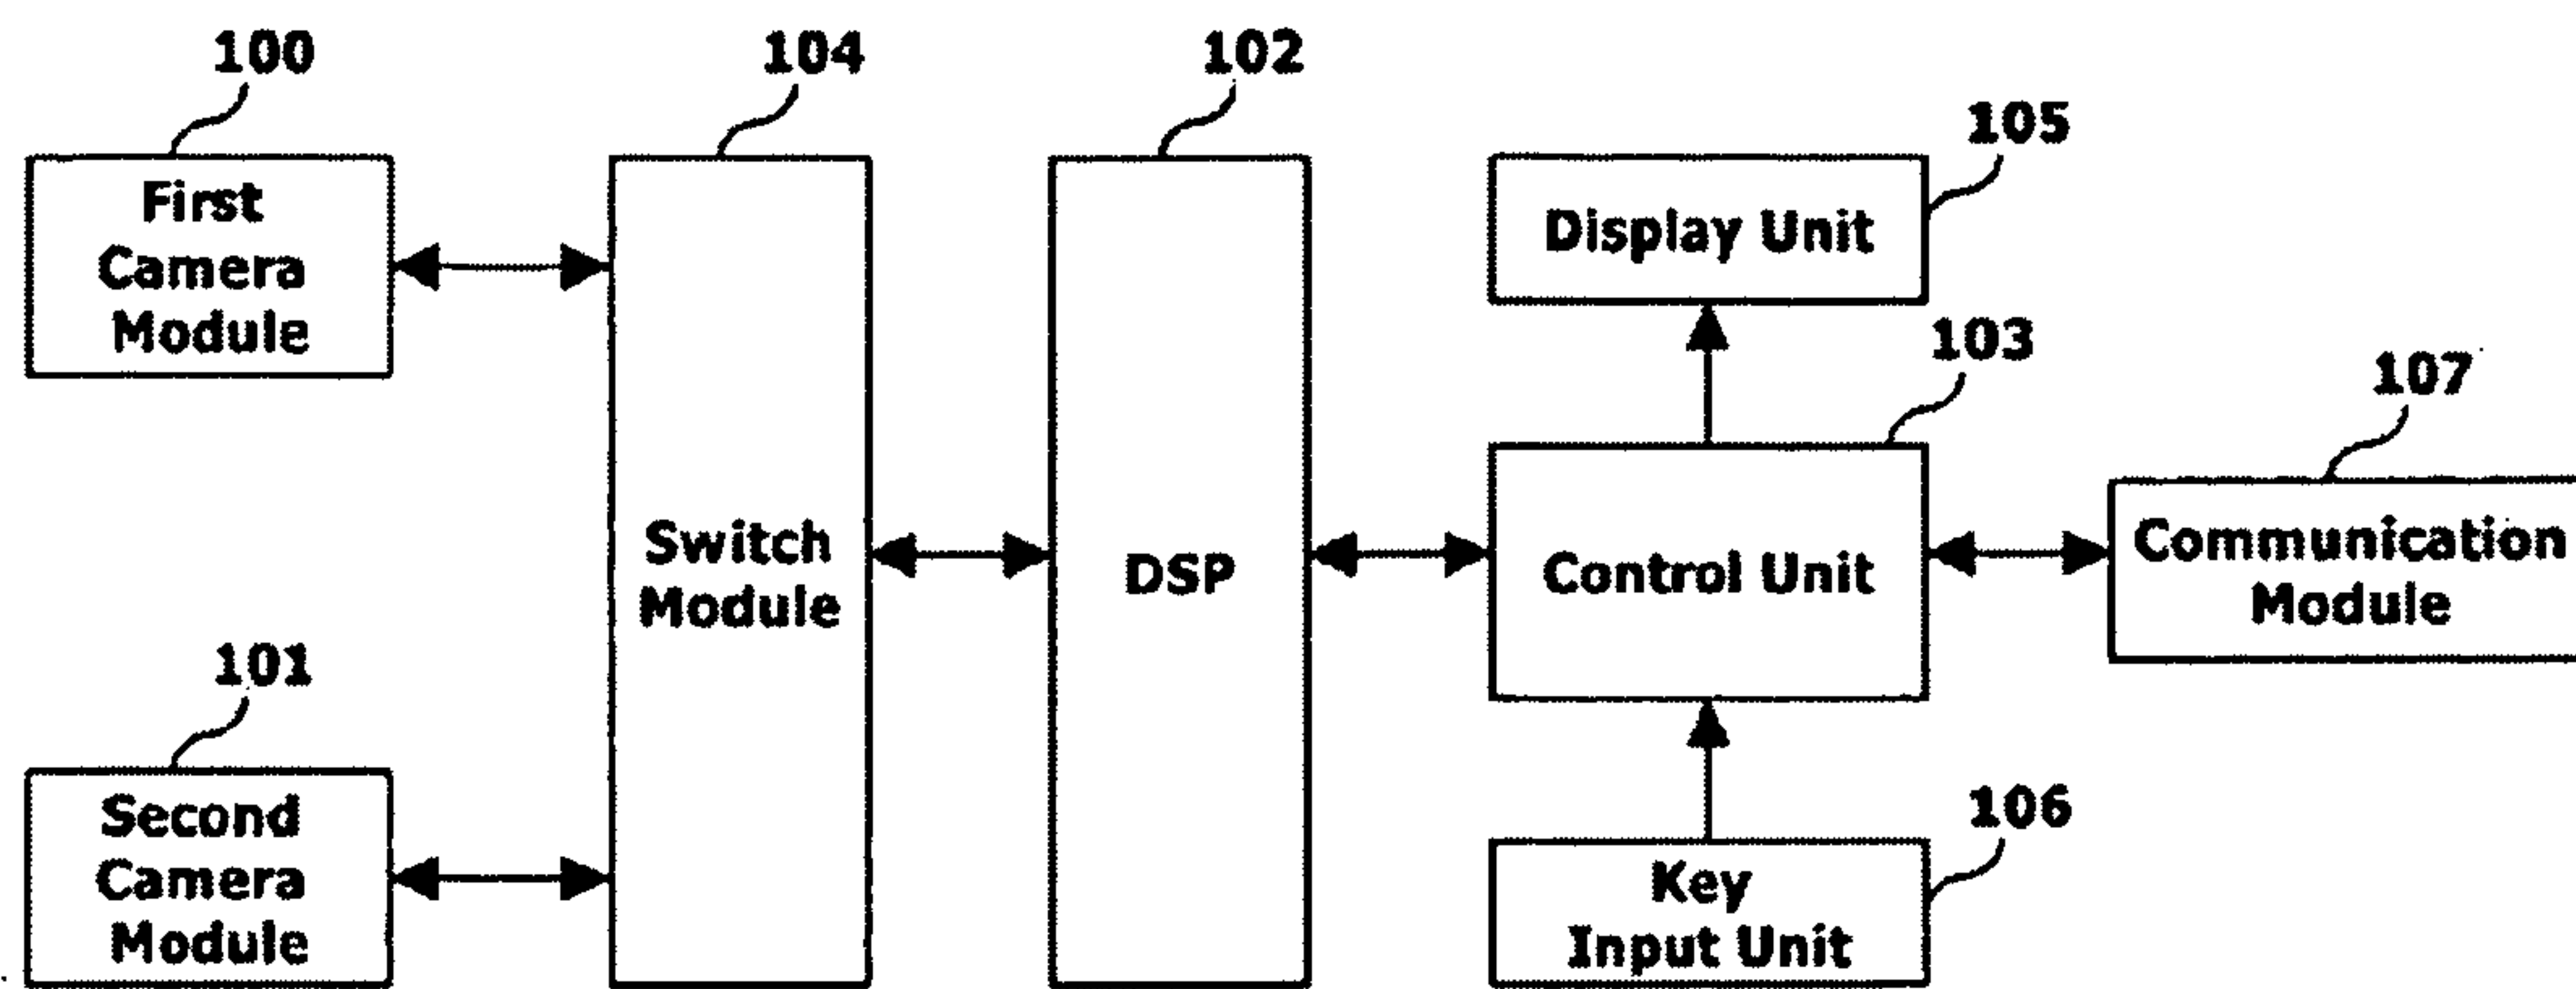 100
104
102
105
First
Camera
Module
Display Unit
103
107
Switch
Module
DSP
Control Unit
Communication
Module
101
106
Second
Camera
Module
Key
Input Unit